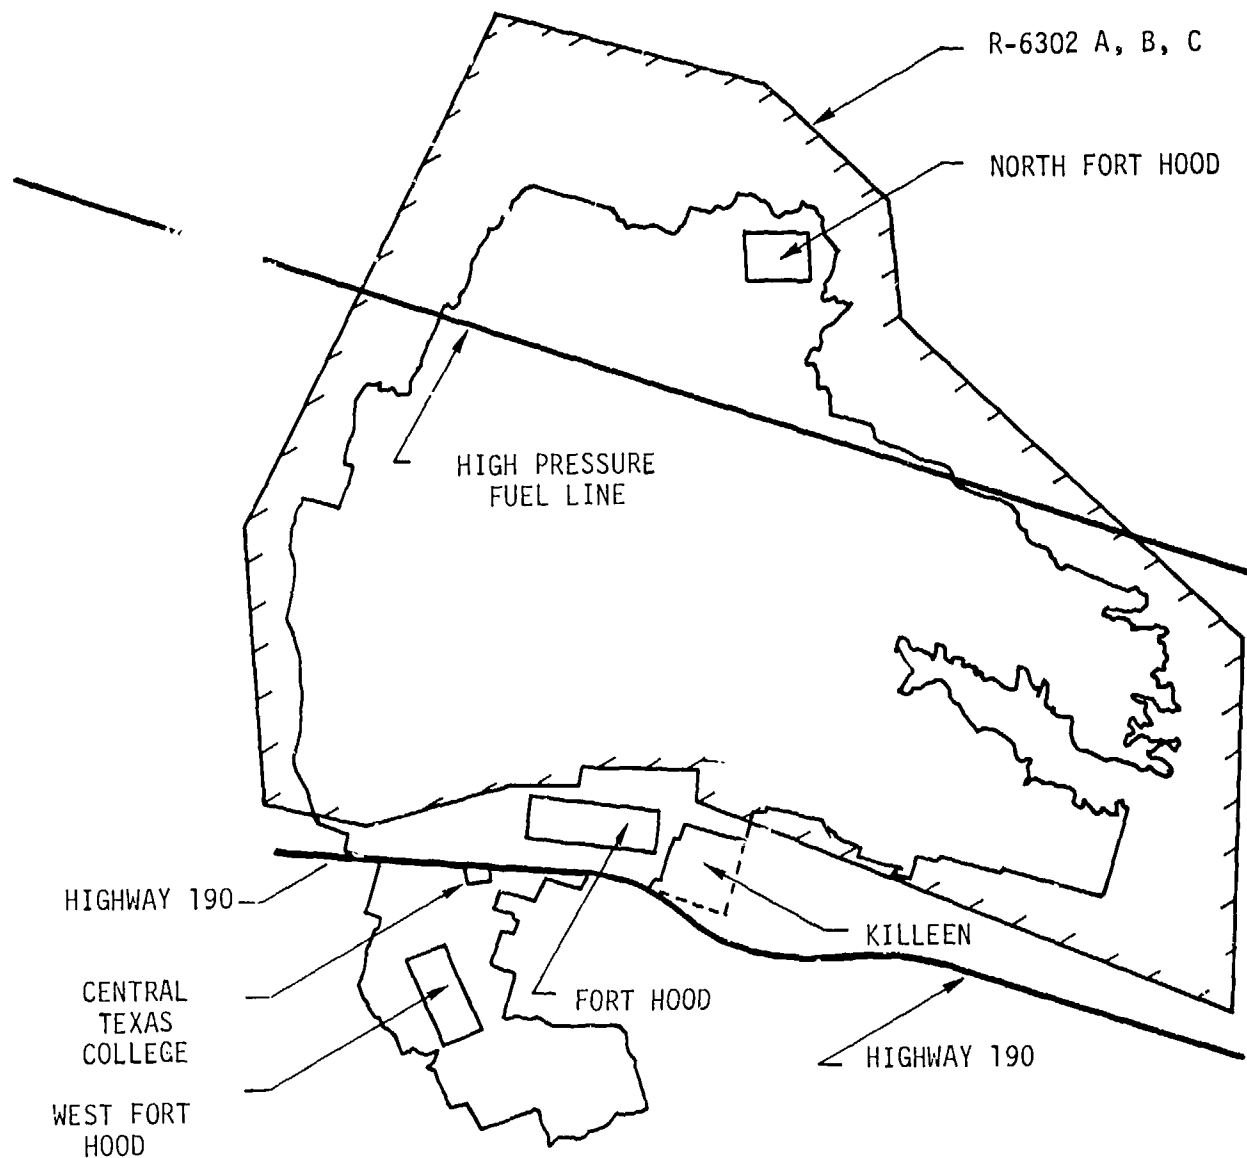 R-6302 A, B, C
NORTH FORT HOOD
HIGH PRESSURE
FUEL LINE
HIGHWAY 190
KILLEEN
CENTRAL
TEXAS
COLLEGE
FORT HOOD
HIGHWAY 190
WEST FORT
HOOD